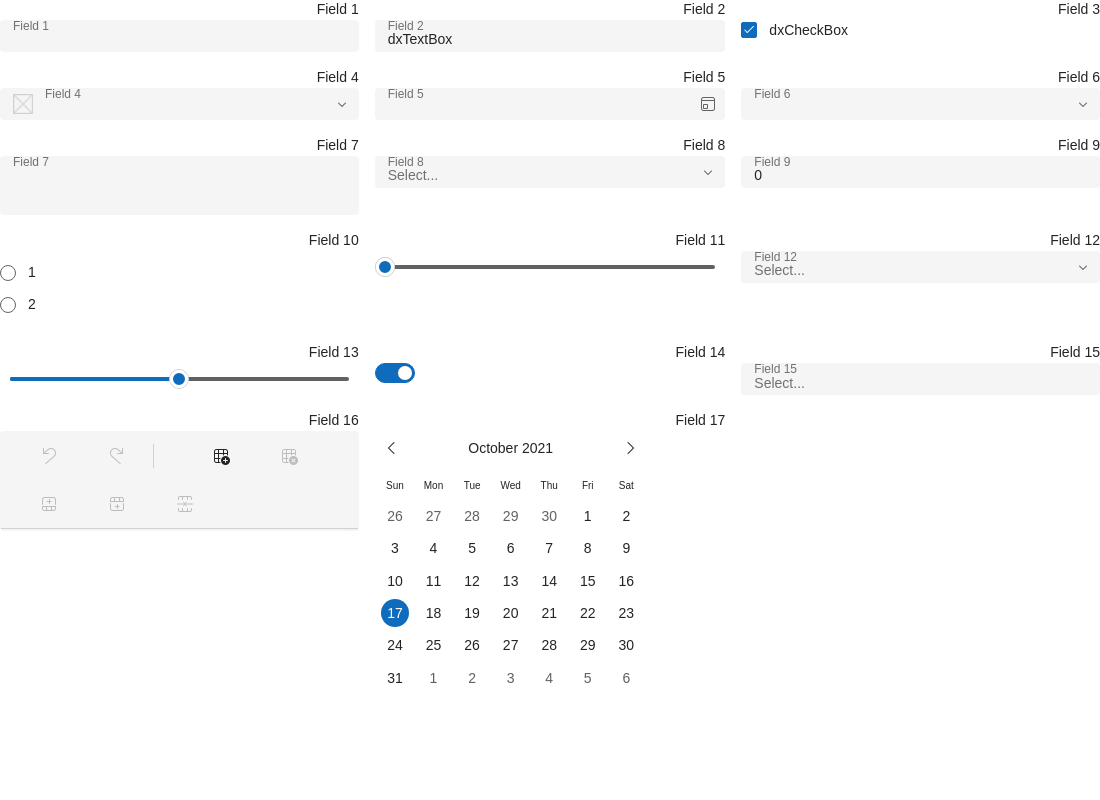 Field 1
Field 1
Field 2
Field 2
dxTextBox
Field 3
dxCheckBox
Field 4
Field 4
Field 5
Field 5
Field 6
Field 6
Field 7
Field 7
Field 8
Field 8
Select...
Field 9
Field 9
0
Field 10
1
2
Field 11
Field 12
Field 12
Select...
Field 13
Field 14
Field 15
Field 15
Select...
Field 16
Field 17
October 2021
Sun Mon Tue Wed Thu Fri Sat
26 27 28 29 30 1 2
3 4 5 6 7 8 9
10 11 12 13 14 15 16
17 18 19 20 21 22 23
24 25 26 27 28 29 30
31 1 2 3 4 5 6